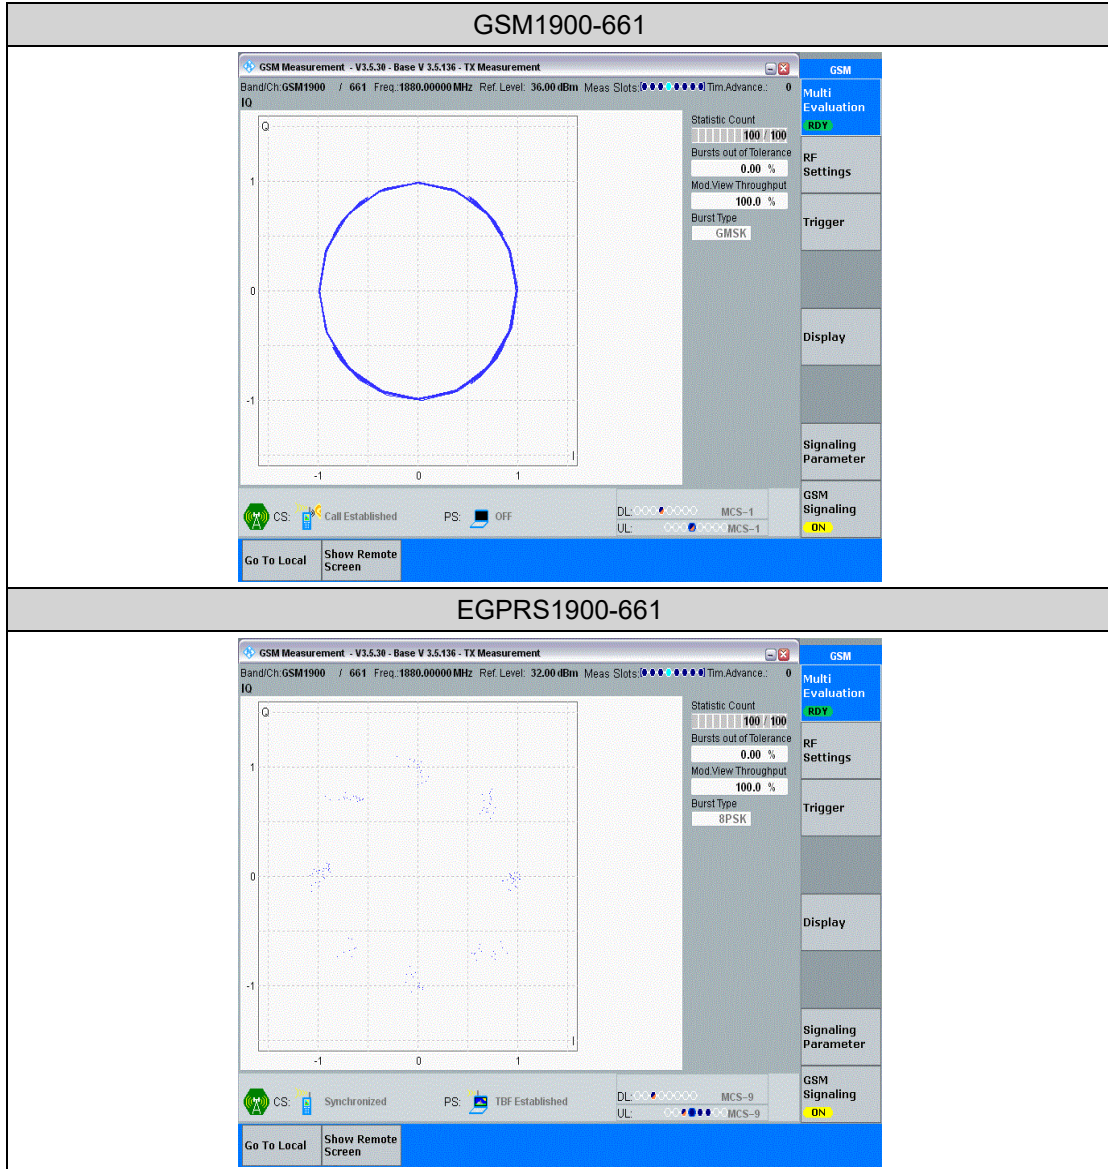 GSM1900-661
GSM Measurement - V3.5.30 - Base V 3.5.136 - TX Measurement
GSM
Band/Ch:GSM1900 / 661 Freq.:1880.00000 MHz Ref. Level: 36.00 dBm Meas Slots: Tim.Advance.: 0
IQ
Multi
Evaluation
RDY
Q
Statistic Count
100 / 100
Bursts out of Tolerance
0.00 %
Mod.View Throughput
100.0 %
Burst Type
GMSK
RF
Settings
Trigger
1
0
-1
I
-1 0 1
Display
Signaling
Parameter
GSM
Signaling
ON
CS: Call Established PS: OFF
DL: MCS-1
UL: MCS-1
Go To Local
Show Remote
Screen
EGPRS1900-661
GSM Measurement - V3.5.30 - Base V 3.5.136 - TX Measurement
GSM
Band/Ch:GSM1900 / 661 Freq.:1880.00000 MHz Ref. Level: 32.00 dBm Meas Slots: Tim.Advance.: 0
IQ
Multi
Evaluation
RDY
Q
Statistic Count
100 / 100
Bursts out of Tolerance
0.00 %
Mod.View Throughput
100.0 %
Burst Type
8PSK
RF
Settings
Trigger
1
0
-1
I
-1 0 1
Display
Signaling
Parameter
GSM
Signaling
ON
CS: Synchronized PS: TBF Established
DL: MCS-9
UL: MCS-9
Go To Local
Show Remote
Screen